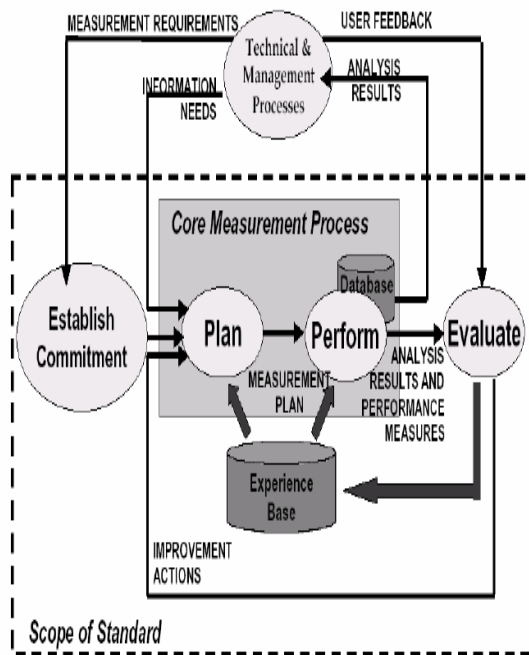 MEASUREMENT REQUIREMENTS
USER FEEDBACK
Technical &
Management
Processes
ANALYSIS
RESULTS
INFORMATION
NEEDS
Core Measurement Process
Database
Establish
Commitment
Plan
Perform
Evaluate
MEASUREMENT
PLAN
ANALYSIS
RESULTS AND
PERFORMANCE
MEASURES
Experience
Base
IMPROVEMENT
ACTIONS
Scope of Standard